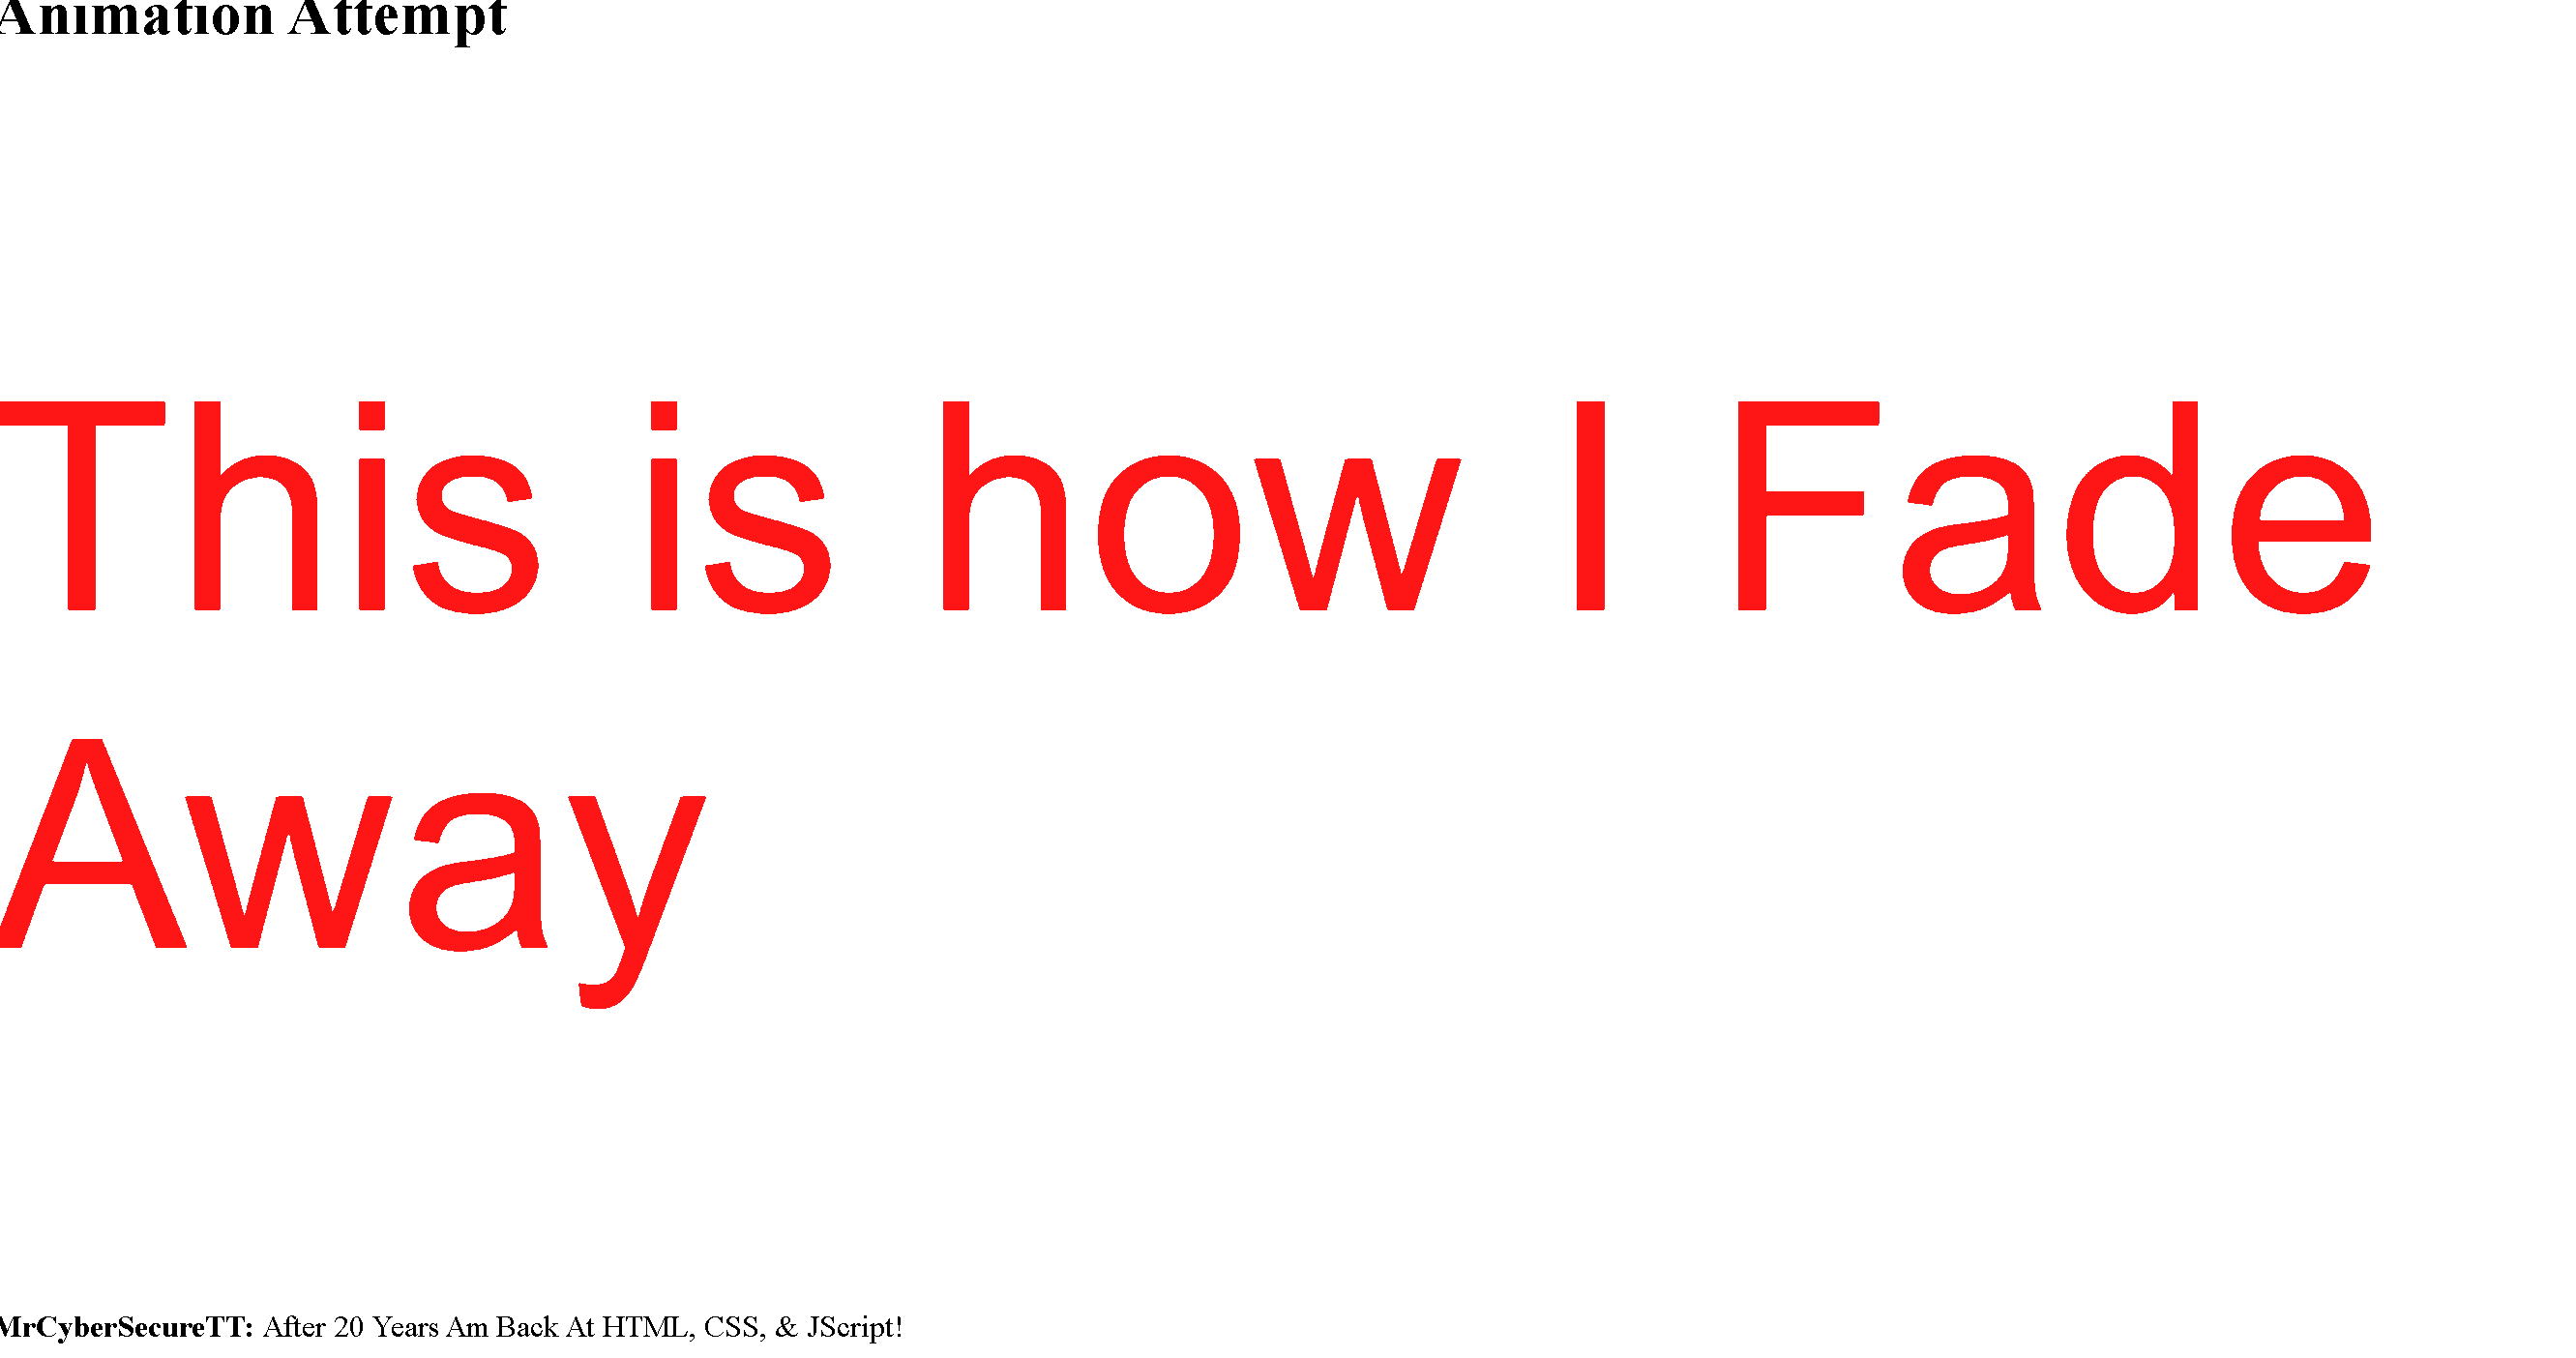 Animation Attempt
This is how I Fade
Away
MrCyberSecureTT: After 20 Years Am Back At HTML, CSS, & JScript!